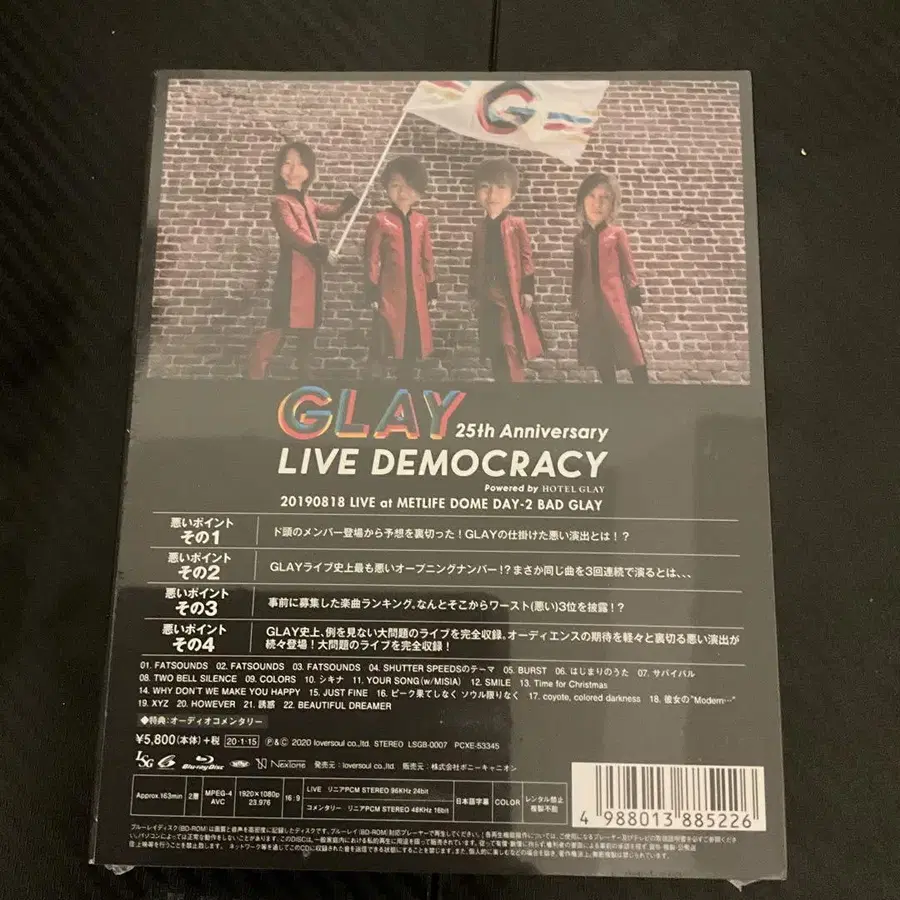 G
GLAY 25th Anniversary
LIVE DEMOCRACY
Powered by HOTEL GLAY
20190818 LIVE at METLIFE DOME DAY-2 BAD GLAY
悪いポイント その1 ド頭のメンバー登場から予想を裏切った!GLAYの仕掛けた悪い演出とは!?
悪いポイント その2 GLAYライブ史上最も悪いオープニングナンバー!?まさか同じ曲を3回連続で演るとは、、、
悪いポイント その3 事前に募集した楽曲ランキング。なんとそこからワースト(悪い)3位を披露!?
悪いポイント その4 GLAY史上、例を見ない大問題のライブを完全収録。オーディエンスの期待を軽々と裏切る悪い演出が
続々登場!大問題のライブを完全収録!
01. FATSOUNDS 02. FATSOUNDS 03. FATSOUNDS 04. SHUTTER SPEEDSのテーマ 05. BURST 06. はじまりのうた 07. サバイバル
08. TWO BELL SILENCE 09. COLORS 10. シキナ 11. YOUR SONG (w/MISIA) 12. SMILE 13. Time for Christmas
14. WHY DON'T WE MAKE YOU HAPPY 15. JUST FINE 16. ピーク果てしなく ソウル限りなく 17. coyote, colored darkness 18. 彼女の"Modern…"
19. XYZ 20. HOWEVER 21. 誘惑 22. BEAUTIFUL DREAMER
◆特典:オーディオコメンタリー
¥5,800(本体)+税 20・1・15 ℗&© 2020 loversoul co.,ltd. STEREO LSGB-0007 PCXE-53345
LSG Blu-rayDisc NexTone 発売元:loversoul co.,ltd. 販売元:株式会社ポニーキャニオン
Approx.163min 2層 MPEG-4 AVC 1920×1080p 23.976 16:9 LIVE リニアPCM STEREO 96KHz 24bit 日本語字幕 COLOR レンタル禁止 複製不能
コメンタリー リニアPCM STEREO 48KHz 16bit
4 988013 885226